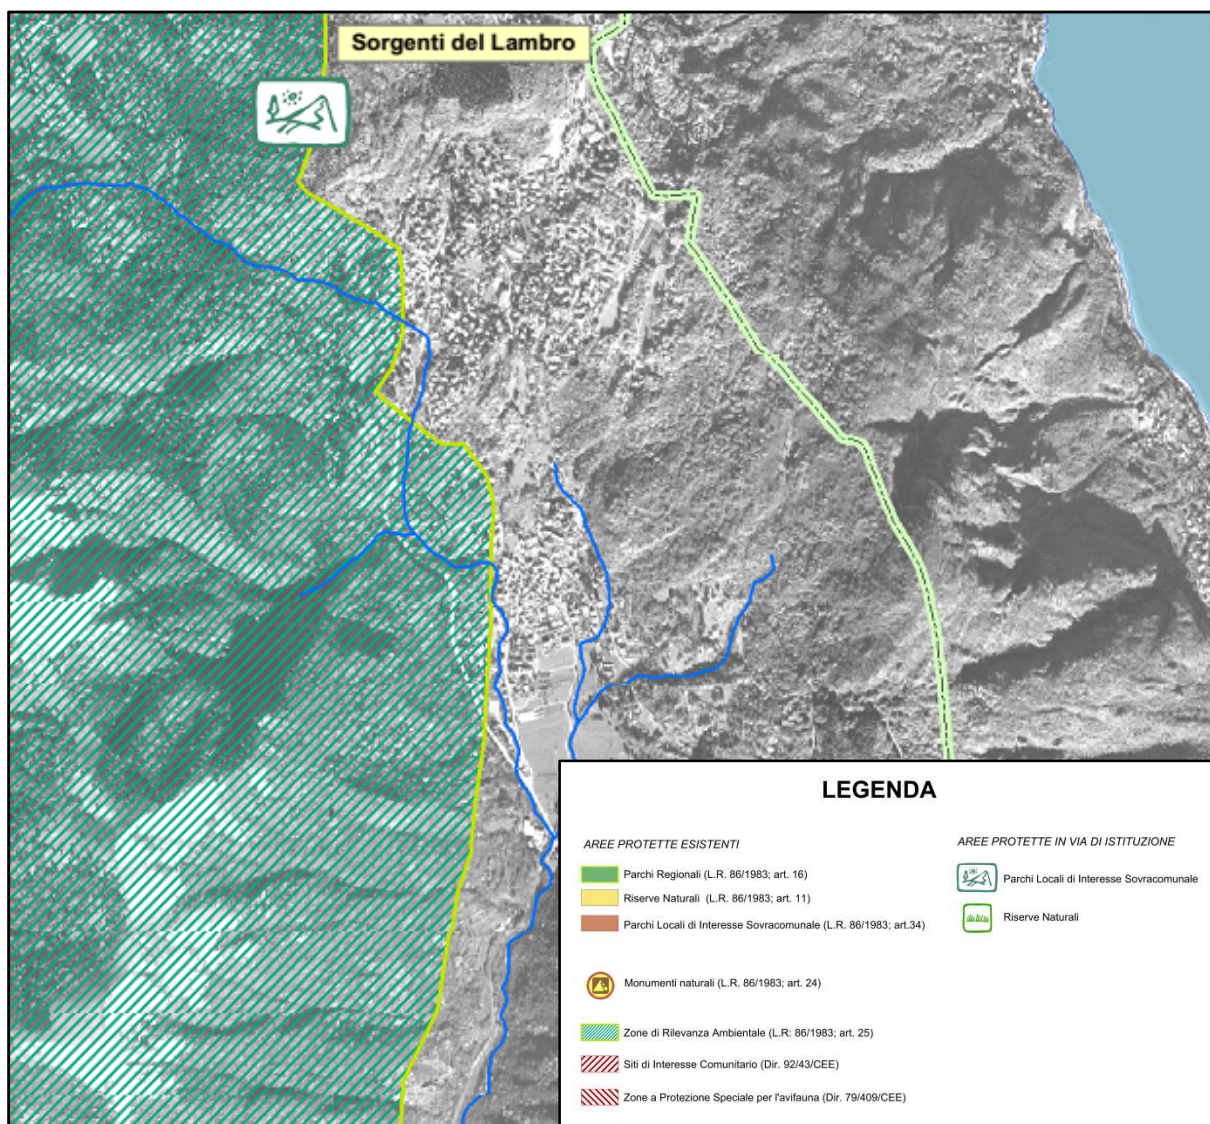 Sorgenti del Lambro
LEGENDA
AREE PROTETTE ESISTENTI
Parchi Regionali (L.R. 86/1983; art. 16)
Riserve Naturali (L.R. 86/1983; art. 11)
Parchi Locali di Interesse Sovracomunale (L.R. 86/1983; art.34)
Monumenti naturali (L.R. 86/1983; art. 24)
Zone di Rilevanza Ambientale (L.R: 86/1983; art. 25)
Siti di Interesse Comunitario (Dir. 92/43/CEE)
Zone a Protezione Speciale per l'avifauna (Dir. 79/409/CEE)
AREE PROTETTE IN VIA DI ISTITUZIONE
Parchi Locali di Interesse Sovracomunale
Riserve Naturali